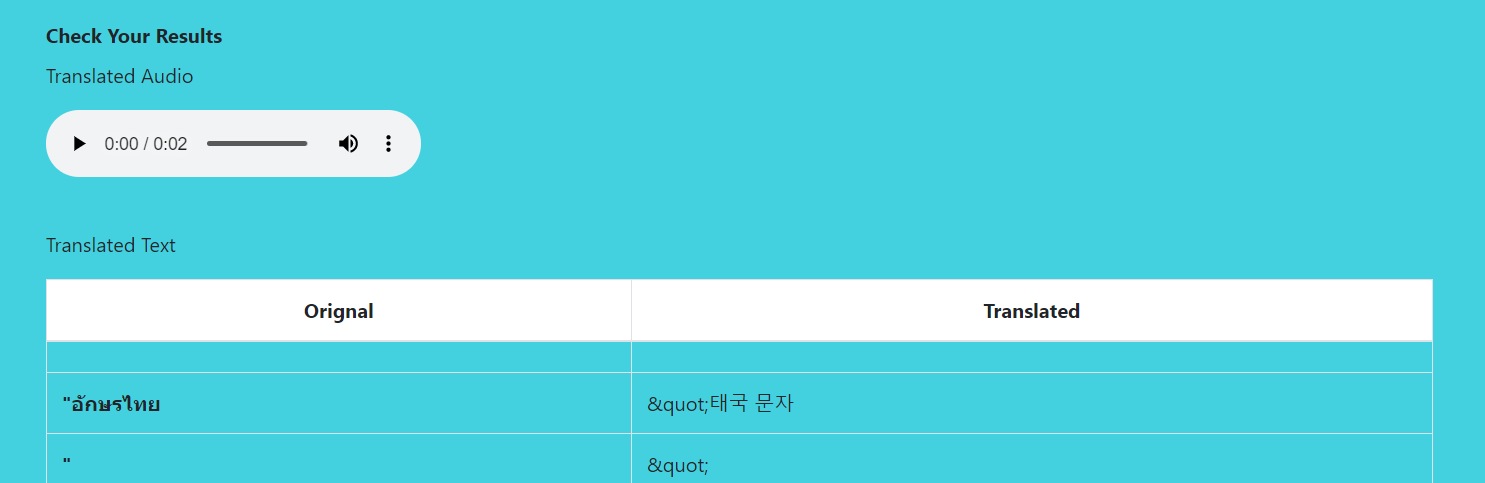 Check Your Results
Translated Audio
0:00 / 0:02
Translated Text
Orignal Translated
"อักษรไทย &quot;태국 문자
" &quot;